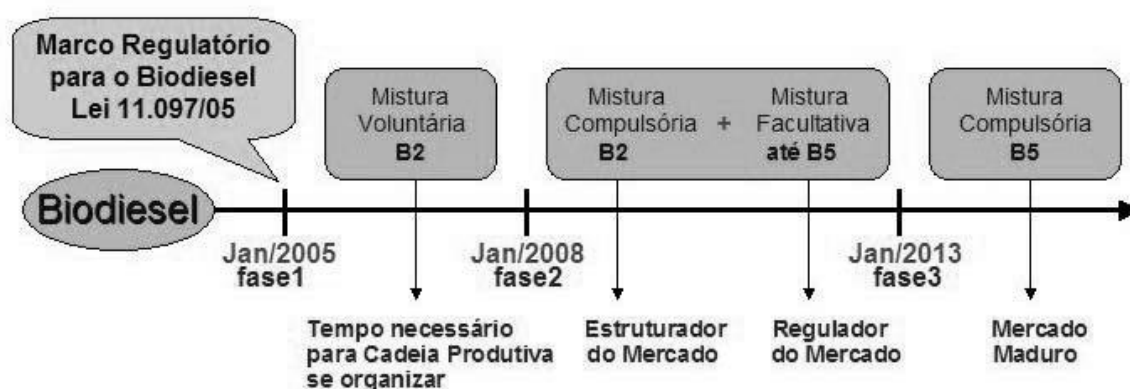 Marco Regulatório
para o Biodiesel
Lei 11.097/05
Mistura
Voluntária
B2
Mistura
Compulsória
B2
+
Mistura
Facultativa
até B5
Mistura
Compulsória
B5
Biodiesel
Jan/2005
fase1
Jan/2008
fase2
Jan/2013
fase3
Tempo necessário
para Cadeia Produtiva
se organizar
Estruturador
do Mercado
Regulador
do Mercado
Mercado
Maduro